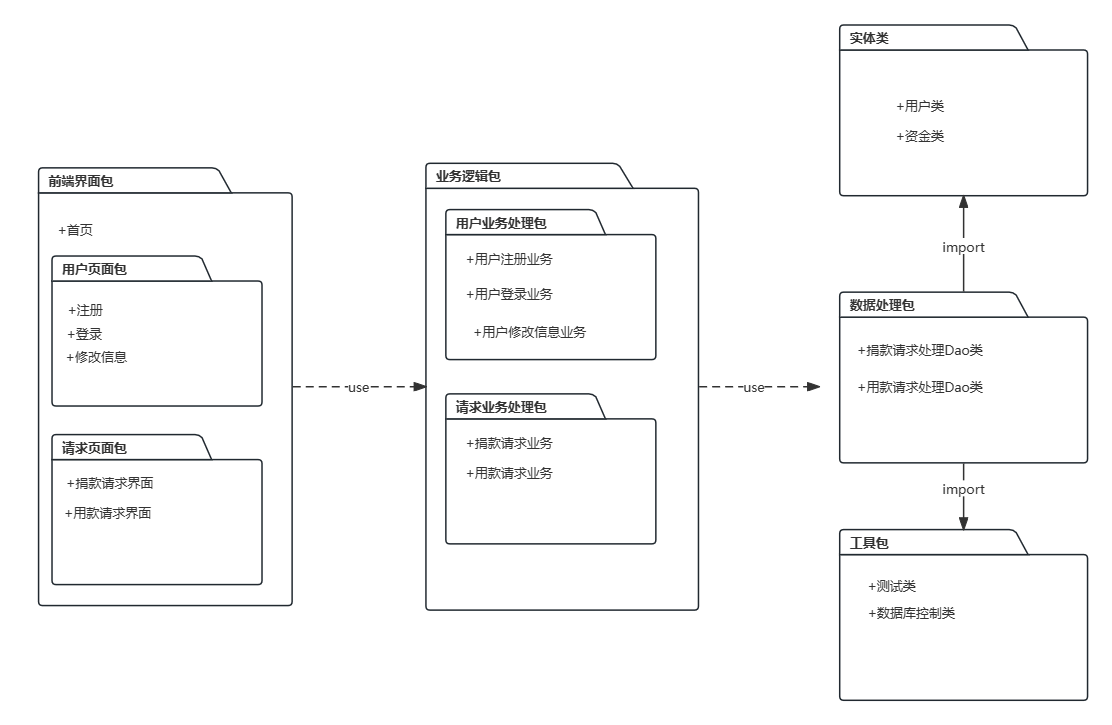 前端界面包
+首页
用户页面包
+注册
+登录
+修改信息
请求页面包
+捐款请求界面
+用款请求界面
use
业务逻辑包
用户业务处理包
+用户注册业务
+用户登录业务
+用户修改信息业务
请求业务处理包
+捐款请求业务
+用款请求业务
use
实体类
+用户类
+资金类
import
数据处理包
+捐款请求处理Dao类
+用款请求处理Dao类
import
工具包
+测试类
+数据库控制类